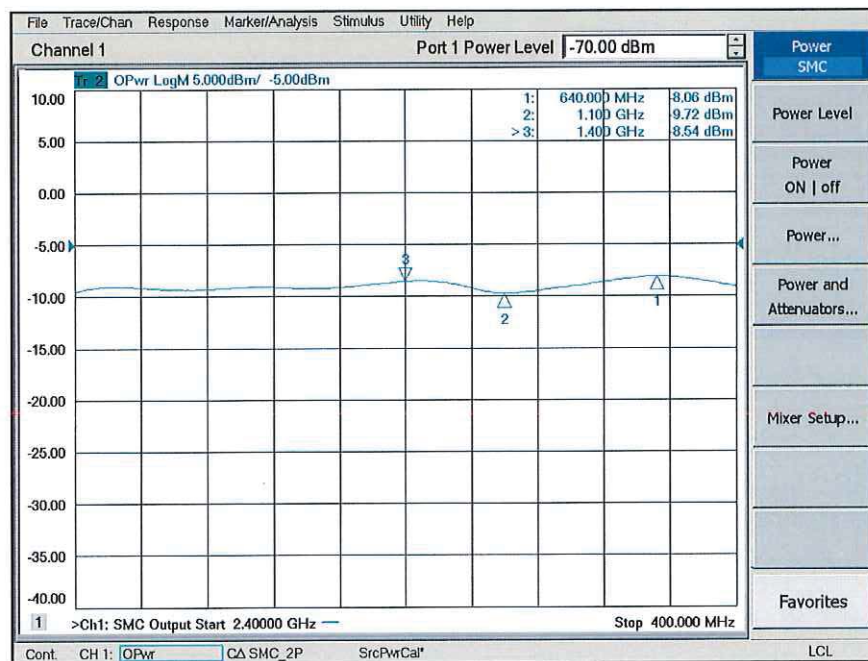 File Trace/Chan Response Marker/Analysis Stimulus Utility Help
Channel 1 Port 1 Power Level -70.00 dBm
Power
SMC
Tr 2 OPwr LogM 5.000dBm/ -5.00dBm
1: 640.000 MHz -8.06 dBm
2: 1.100 GHz -9.72 dBm
> 3: 1.400 GHz -8.54 dBm
10.00
5.00
0.00
-5.00
-10.00
-15.00
-20.00
-25.00
-30.00
-35.00
-40.00
3
2
1
Power Level
Power
ON | off
Power...
Power and
Attenuators...
Mixer Setup...
Favorites
1 >Ch1: SMC Output Start 2.40000 GHz Stop 400.000 MHz
Cont. CH 1: OPwr CΔ SMC_2P SrcPwrCal* LCL